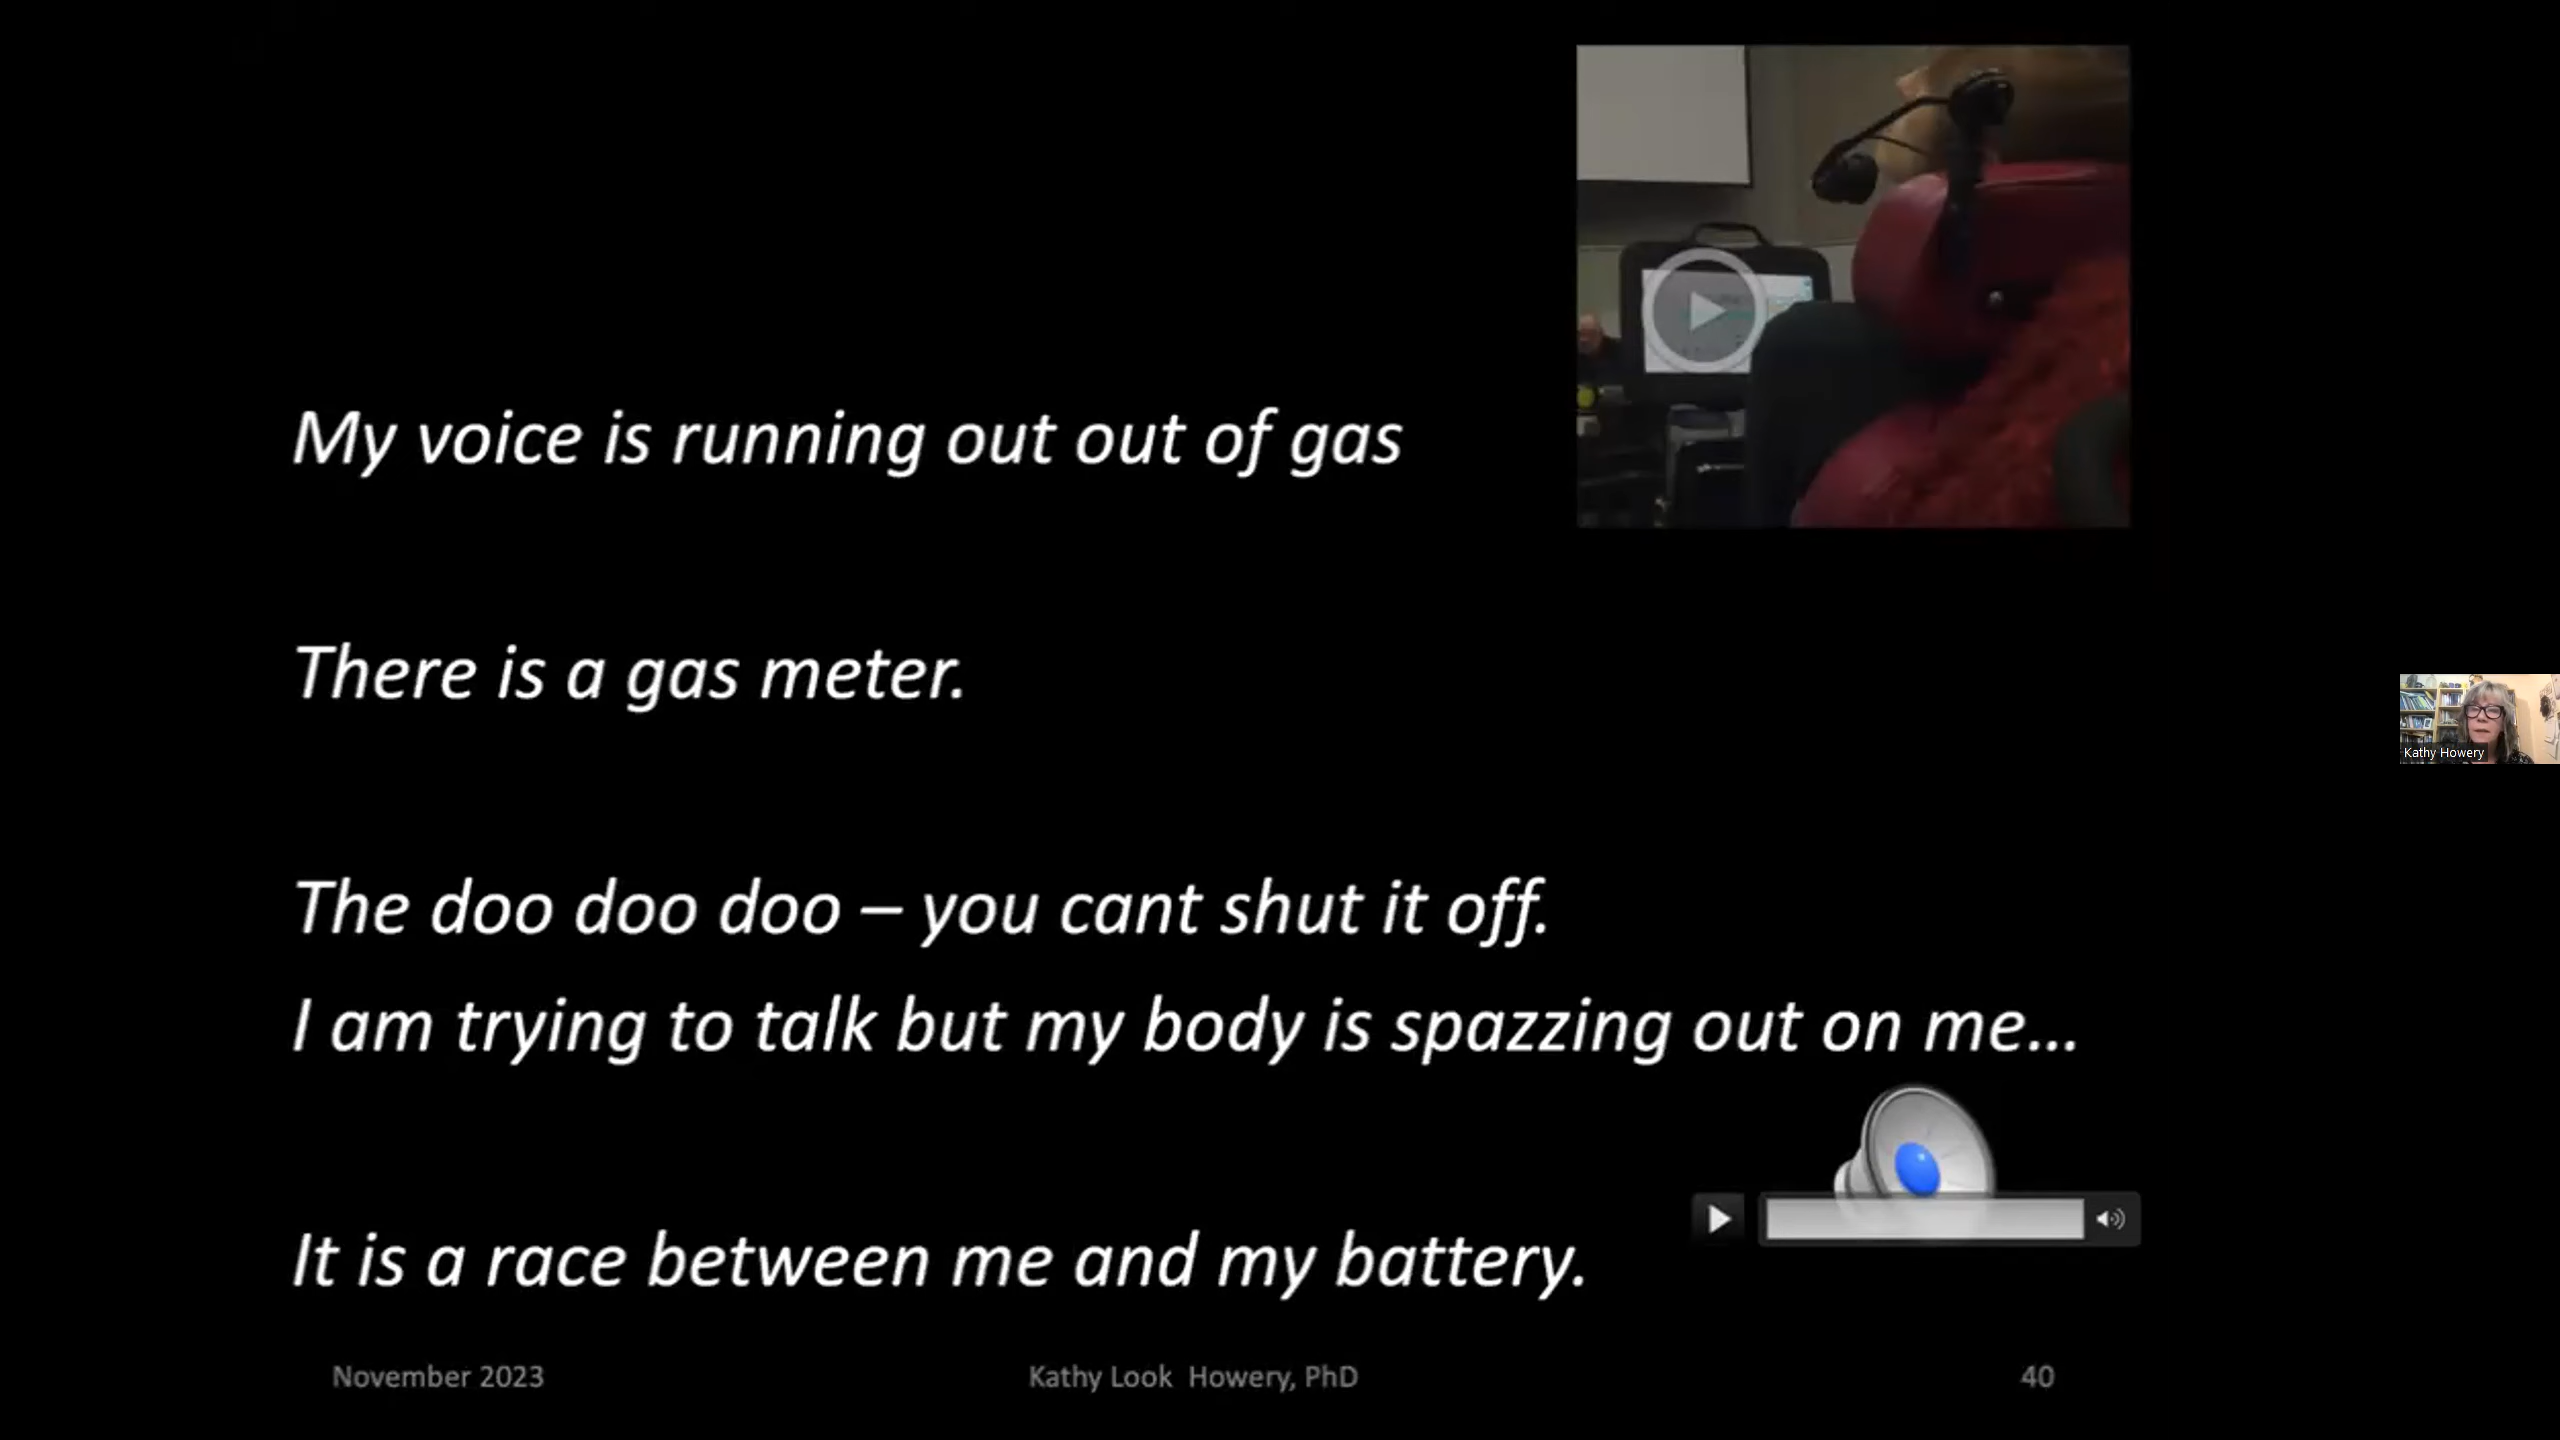 My voice is running out out of gas
There is a gas meter.
The doo doo doo – you cant shut it off.
I am trying to talk but my body is spazzing out on me...
It is a race between me and my battery.
Kathy Howery
November 2023
Kathy Look  Howery, PhD
40